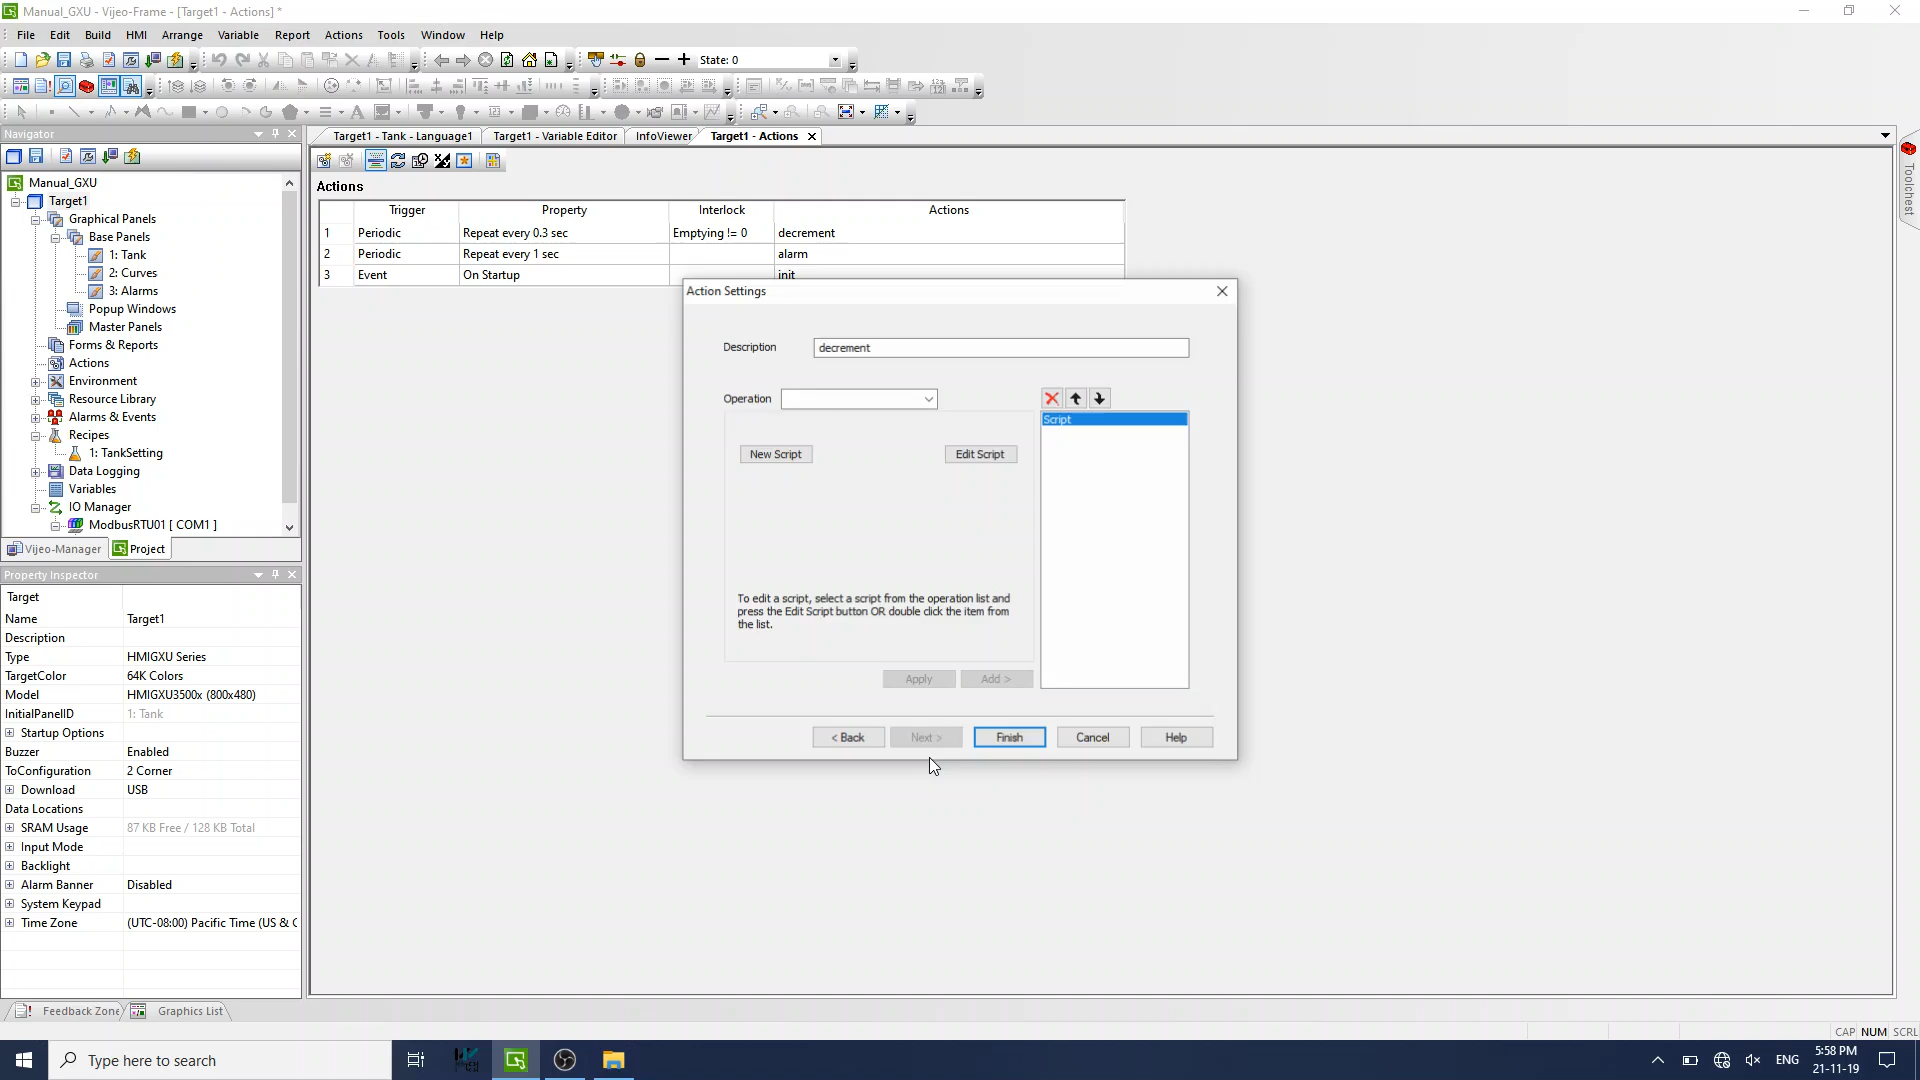 Manual_GXU - Vijeo-Frame - [Target1 - Actions] *
File Edit Build HMI Arrange Variable Report Actions Tools Window Help
State: 0
Navigator
Target1 - Tank - Language1 Target1 - Variable Editor InfoViewer Target1 - Actions
Toolchest
Manual_GXU
Target1
Graphical Panels
Base Panels
1: Tank
2: Curves
3: Alarms
Popup Windows
Master Panels
Forms & Reports
Actions
Environment
Resource Library
Alarms & Events
Recipes
1: TankSetting
Data Logging
Variables
IO Manager
ModbusRTU01 [ COM1 ]
Vijeo-Manager Project
Actions
Trigger Property Interlock Actions
1 Periodic Repeat every 0.3 sec Emptying != 0 decrement
2 Periodic Repeat every 1 sec alarm
3 Event On Startup init
Action Settings
Description decrement
Operation
Script
New Script Edit Script
To edit a script, select a script from the operation list and
press the Edit Script button OR double click the item from
the list.
Apply Add >
< Back Next > Finish Cancel Help
Property Inspector
Target
Name Target1
Description
Type HMIGXU Series
TargetColor 64K Colors
Model HMIGXU3500x (800x480)
InitialPanelID 1: Tank
Startup Options
Buzzer Enabled
ToConfiguration 2 Corner
Download USB
Data Locations
SRAM Usage 87 KB Free / 128 KB Total
Input Mode
Backlight
Alarm Banner Disabled
System Keypad
Time Zone (UTC-08:00) Pacific Time (US & C
Feedback Zone Graphics List
CAP NUM SCRL
Type here to search
ENG
5:58 PM
21-11-19